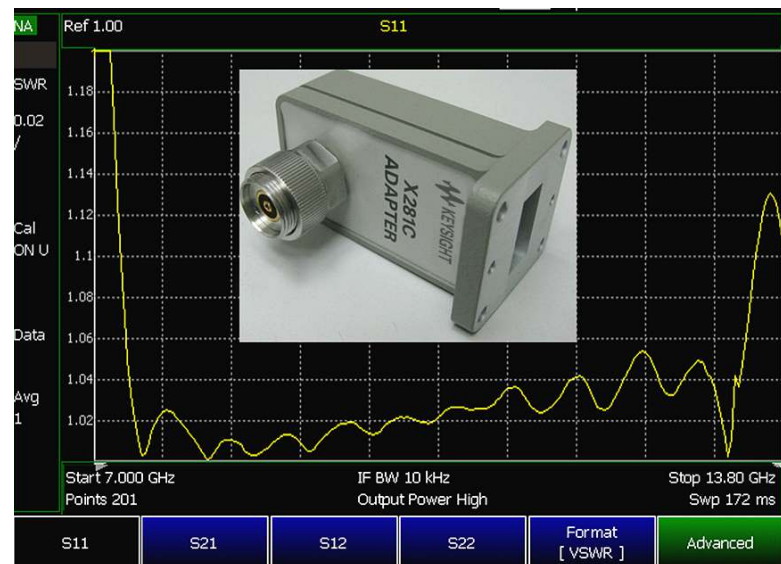 NA
Ref 1.00
S11
SWR
0.02
/
Cal
ON U
Data
Avg
1
1.18
1.16
1.14
1.12
1.1
1.08
1.06
1.04
1.02
KEYSIGHT
X281C
ADAPTER
Start 7.000 GHz
IF BW 10 kHz
Stop 13.80 GHz
Points 201
Output Power High
Swp 172 ms
S11
S21
S12
S22
Format
[ VSWR ]
Advanced